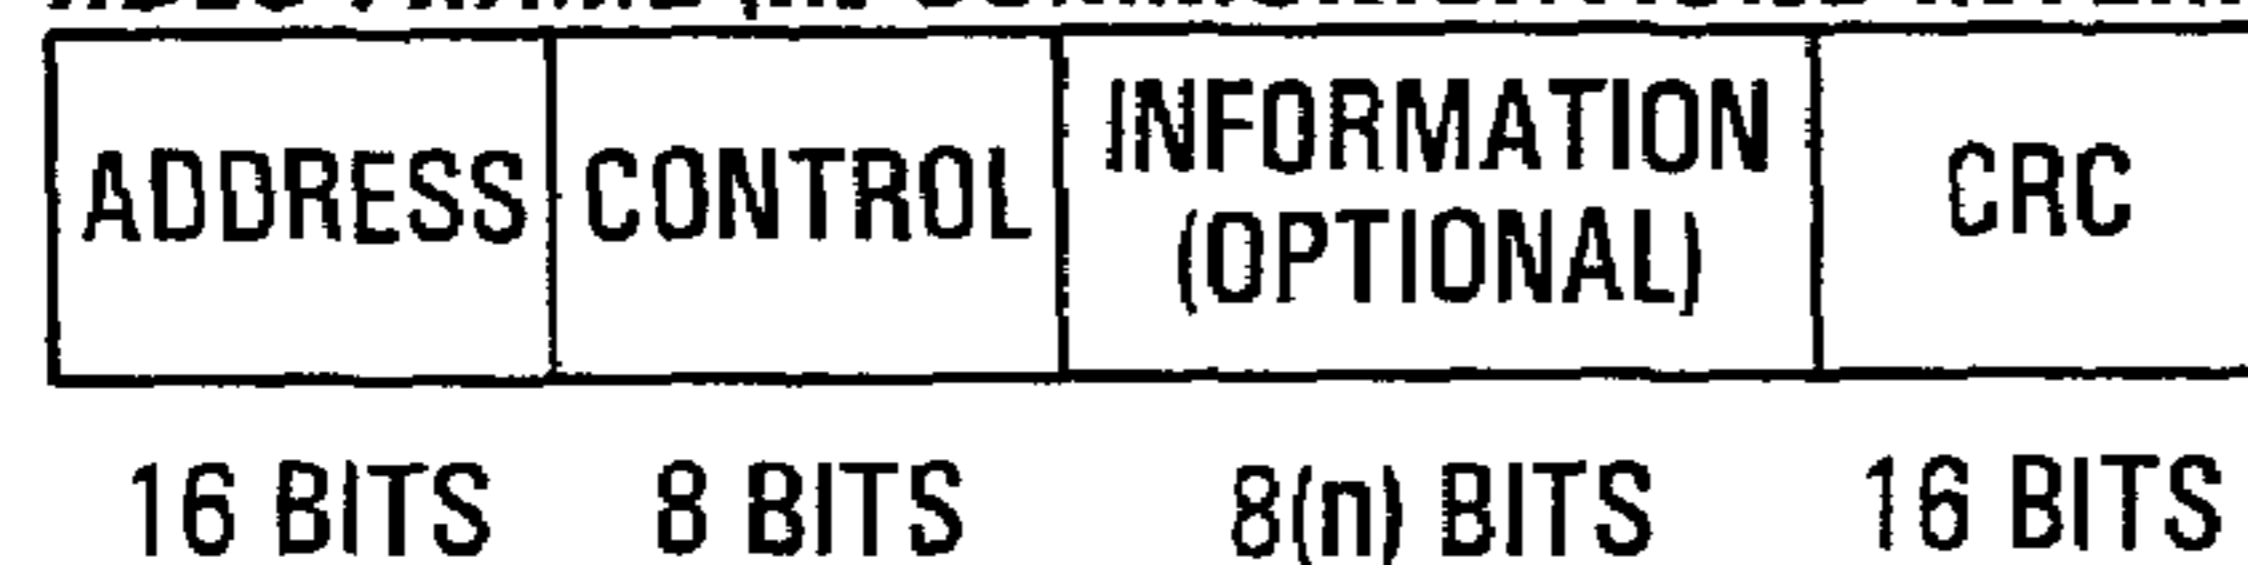 ADDRESS CONTROL INFORMATION (OPTIONAL) CRC
16 BITS 8 BITS 8(n) BITS 16 BITS